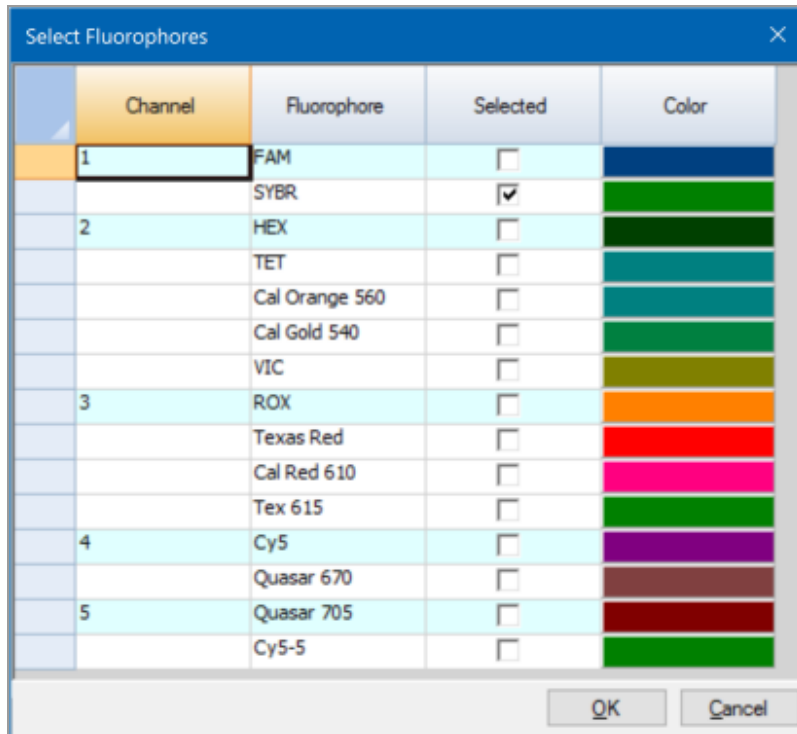 Select Fluorophores
Channel Fluorophore Selected Color
1 FAM
SYBR
2 HEX
TET
Cal Orange 560
Cal Gold 540
VIC
3 ROX
Texas Red
Cal Red 610
Tex 615
4 Cy5
Quasar 670
5 Quasar 705
Cy5-5
OK Cancel